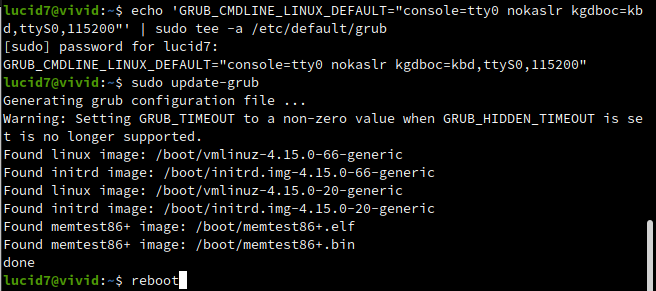 lucid7@vivid:~$ echo 'GRUB_CMDLINE_LINUX_DEFAULT="console=tty0 nokaslr kgdboc=kb
d,ttyS0,115200"' | sudo tee -a /etc/default/grub
[sudo] password for lucid7:
GRUB_CMDLINE_LINUX_DEFAULT="console=tty0 nokaslr kgdboc=kbd,ttyS0,115200"
lucid7@vivid:~$ sudo update-grub
Generating grub configuration file ...
Warning: Setting GRUB_TIMEOUT to a non-zero value when GRUB_HIDDEN_TIMEOUT is se
t is no longer supported.
Found linux image: /boot/vmlinuz-4.15.0-66-generic
Found initrd image: /boot/initrd.img-4.15.0-66-generic
Found linux image: /boot/vmlinuz-4.15.0-20-generic
Found initrd image: /boot/initrd.img-4.15.0-20-generic
Found memtest86+ image: /boot/memtest86+.elf
Found memtest86+ image: /boot/memtest86+.bin
done
lucid7@vivid:~$ reboot